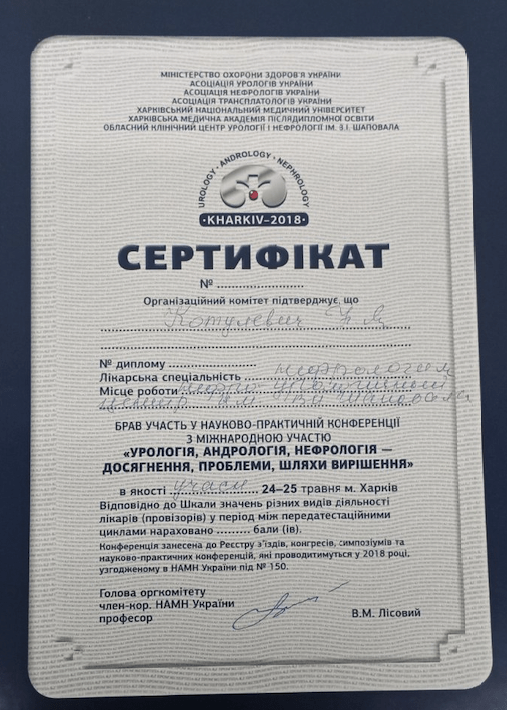 МІНІСТЕРСТВО ОХОРОНИ ЗДОРОВ'Я УКРАЇНИ
АСОЦІАЦІЯ УРОЛОГІВ УКРАЇНИ
АСОЦІАЦІЯ НЕФРОЛОГІВ УКРАЇНИ
АСОЦІАЦІЯ ТРАНСПЛАТОЛОГІВ УКРАЇНИ
ХАРКІВСЬКИЙ НАЦІОНАЛЬНИЙ МЕДИЧНИЙ УНІВЕРСИТЕТ
ХАРКІВСЬКА МЕДИЧНА АКАДЕМІЯ ПІСЛЯДИПЛОМНОЇ ОСВІТИ
ОБЛАСНИЙ КЛІНІЧНИЙ ЦЕНТР УРОЛОГІЇ І НЕФРОЛОГІЇ ІМ. В.І. ШАПОВАЛА
UROLOGY · ANDROLOGY · NEPHROLOGY
· KHARKIV–2018 ·
СЕРТИФІКАТ
№ ........................
Організаційний комітет підтверджує, що
Котулевич
№ диплому ........................
Лікарська спеціальність нефрологія
Місце роботи
центр Шаповала
БРАВ УЧАСТЬ У НАУКОВО-ПРАКТИЧНІЙ КОНФЕРЕНЦІЇ
З МІЖНАРОДНОЮ УЧАСТЮ
«УРОЛОГІЯ, АНДРОЛОГІЯ, НЕФРОЛОГІЯ —
ДОСЯГНЕННЯ, ПРОБЛЕМИ, ШЛЯХИ ВИРІШЕННЯ»
в якості учасн 24–25 травня м. Харків
Відповідно до Шкали значень різних видів діяльності
лікарів (провізорів) у період між передатестаційними
циклами нараховано .......... бали (ів).
Конференція занесена до Реєстру з'їздів, конгресів, симпозіумів та
науково-практичних конференцій, які проводитимуться у 2018 році,
узгодженому в НАМН України під № 150.
Голова оргкомітету
член-кор. НАМН України
професор В.М. Лісовий